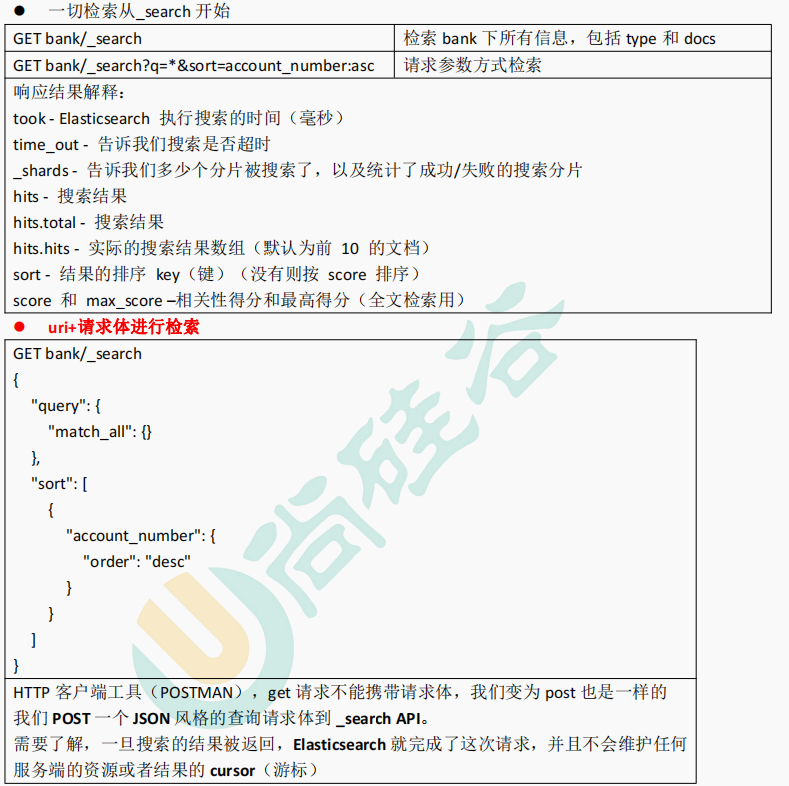 ● 一切检索从_search 开始
GET bank/_search 检索 bank 下所有信息，包括 type 和 docs
GET bank/_search?q=*&sort=account_number:asc 请求参数方式检索
响应结果解释：
took - Elasticsearch 执行搜索的时间（毫秒）
time_out - 告诉我们搜索是否超时
_shards - 告诉我们多少个分片被搜索了，以及统计了成功/失败的搜索分片
hits - 搜索结果
hits.total - 搜索结果
hits.hits - 实际的搜索结果数组（默认为前 10 的文档）
sort - 结果的排序 key（键）（没有则按 score 排序）
score 和 max_score –相关性得分和最高得分（全文检索用）
● uri+请求体进行检索
GET bank/_search
{
"query": {
"match_all": {}
},
"sort": [
{
"account_number": {
"order": "desc"
}
}
]
}
HTTP 客户端工具（POSTMAN），get 请求不能携带请求体，我们变为 post 也是一样的
我们 POST 一个 JSON 风格的查询请求体到 _search API。
需要了解，一旦搜索的结果被返回，Elasticsearch 就完成了这次请求，并且不会维护任何
服务端的资源或者结果的 cursor（游标）
尚硅谷